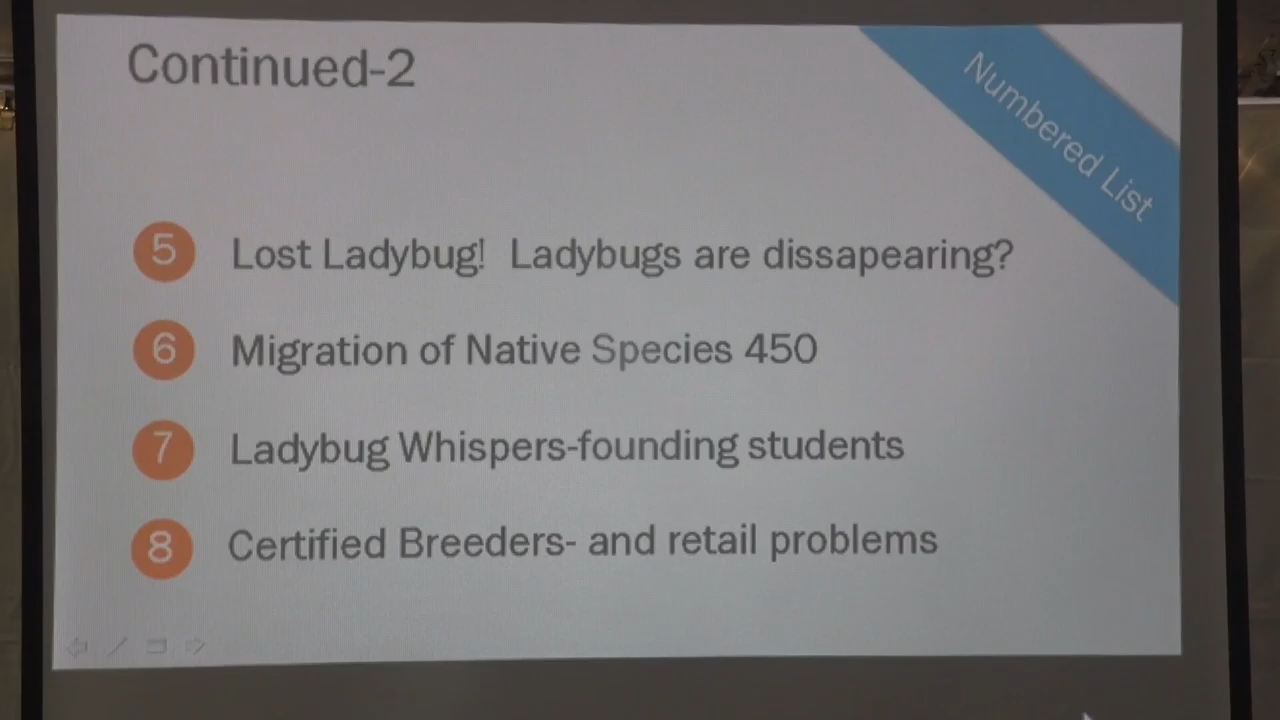 Continued-2
Numbered List
5 Lost Ladybug! Ladybugs are dissapearing?
6 Migration of Native Species 450
7 Ladybug Whispers-founding students
8 Certified Breeders- and retail problems